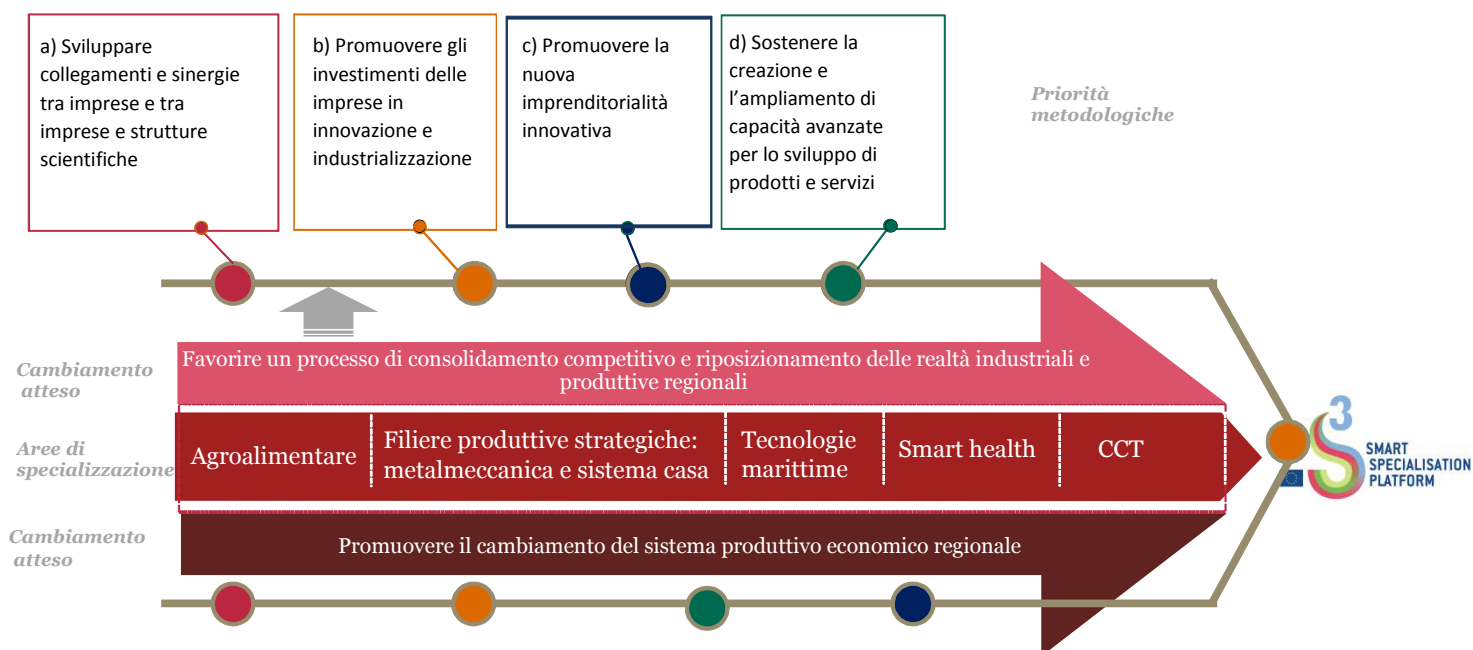 a) Sviluppare
collegamenti e sinergie
tra imprese e tra
imprese e strutture
scientifiche
b) Promuovere gli
investimenti delle
imprese in
innovazione e
industrializzazione
c) Promuovere la
nuova
imprenditorialità
innovativa
d) Sostenere la
creazione e
l’ampliamento di
capacità avanzate
per lo sviluppo di
prodotti e servizi
Priorità
metodologiche
Cambiamento
atteso
Favorire un processo di consolidamento competitivo e riposizionamento delle realtà industriali e
produttive regionali
Aree di
specializzazione
Agroalimentare
Filiere produttive strategiche:
metalmeccanica e sistema casa
Tecnologie
marittime
Smart health
CCT
3
SMART
SPECIALISATION
PLATFORM
Cambiamento
atteso
Promuovere il cambiamento del sistema produttivo economico regionale